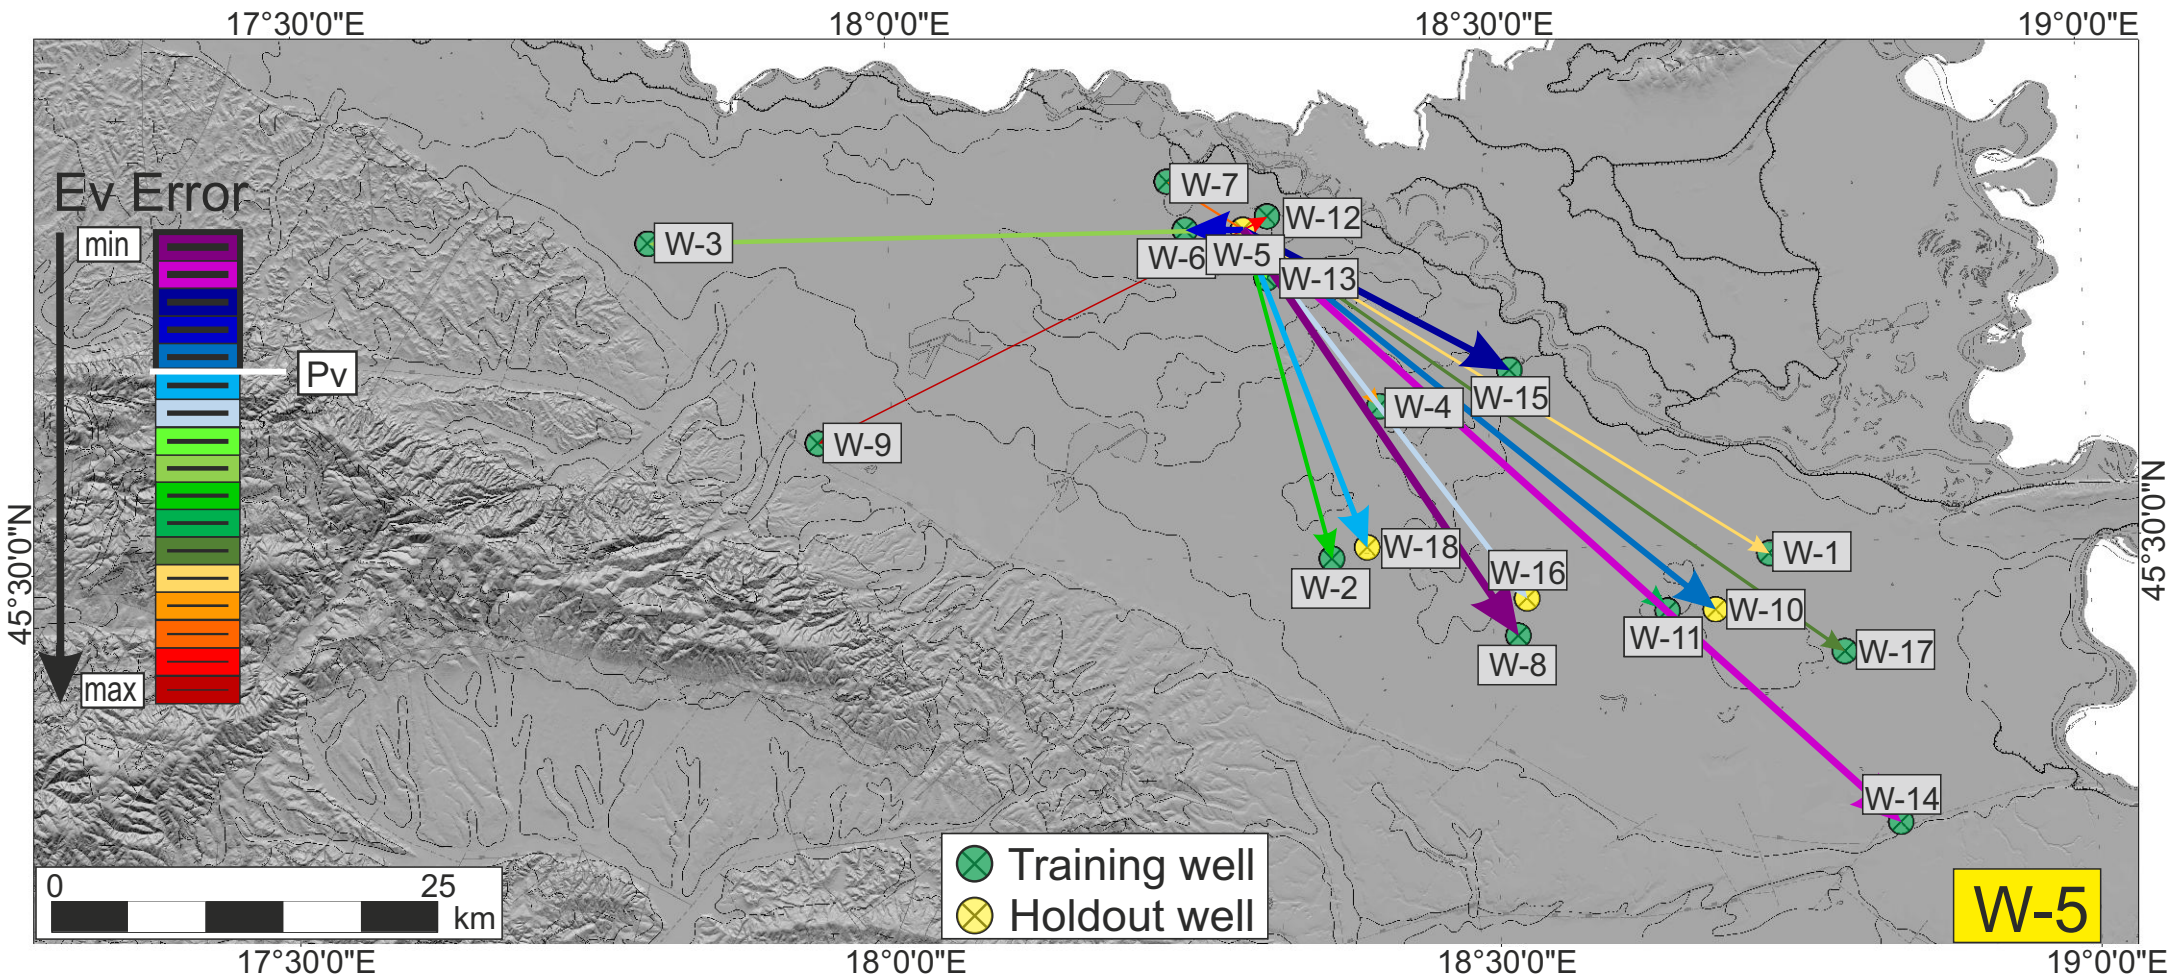 17°30'0"E 18°0'0"E 18°30'0"E 19°0'0"E
Ev Error
min
Pv
max
W-7
W-12
W-3
W-6
W-5
W-13
W-15
W-4
W-9
W-18
W-1
W-16
W-2
W-10
W-11
W-17
W-8
W-14
45°30'0"N
45°30'0"N
0 25
km
Training well
Holdout well
W-5
17°30'0"E 18°0'0"E 18°30'0"E 19°0'0"E